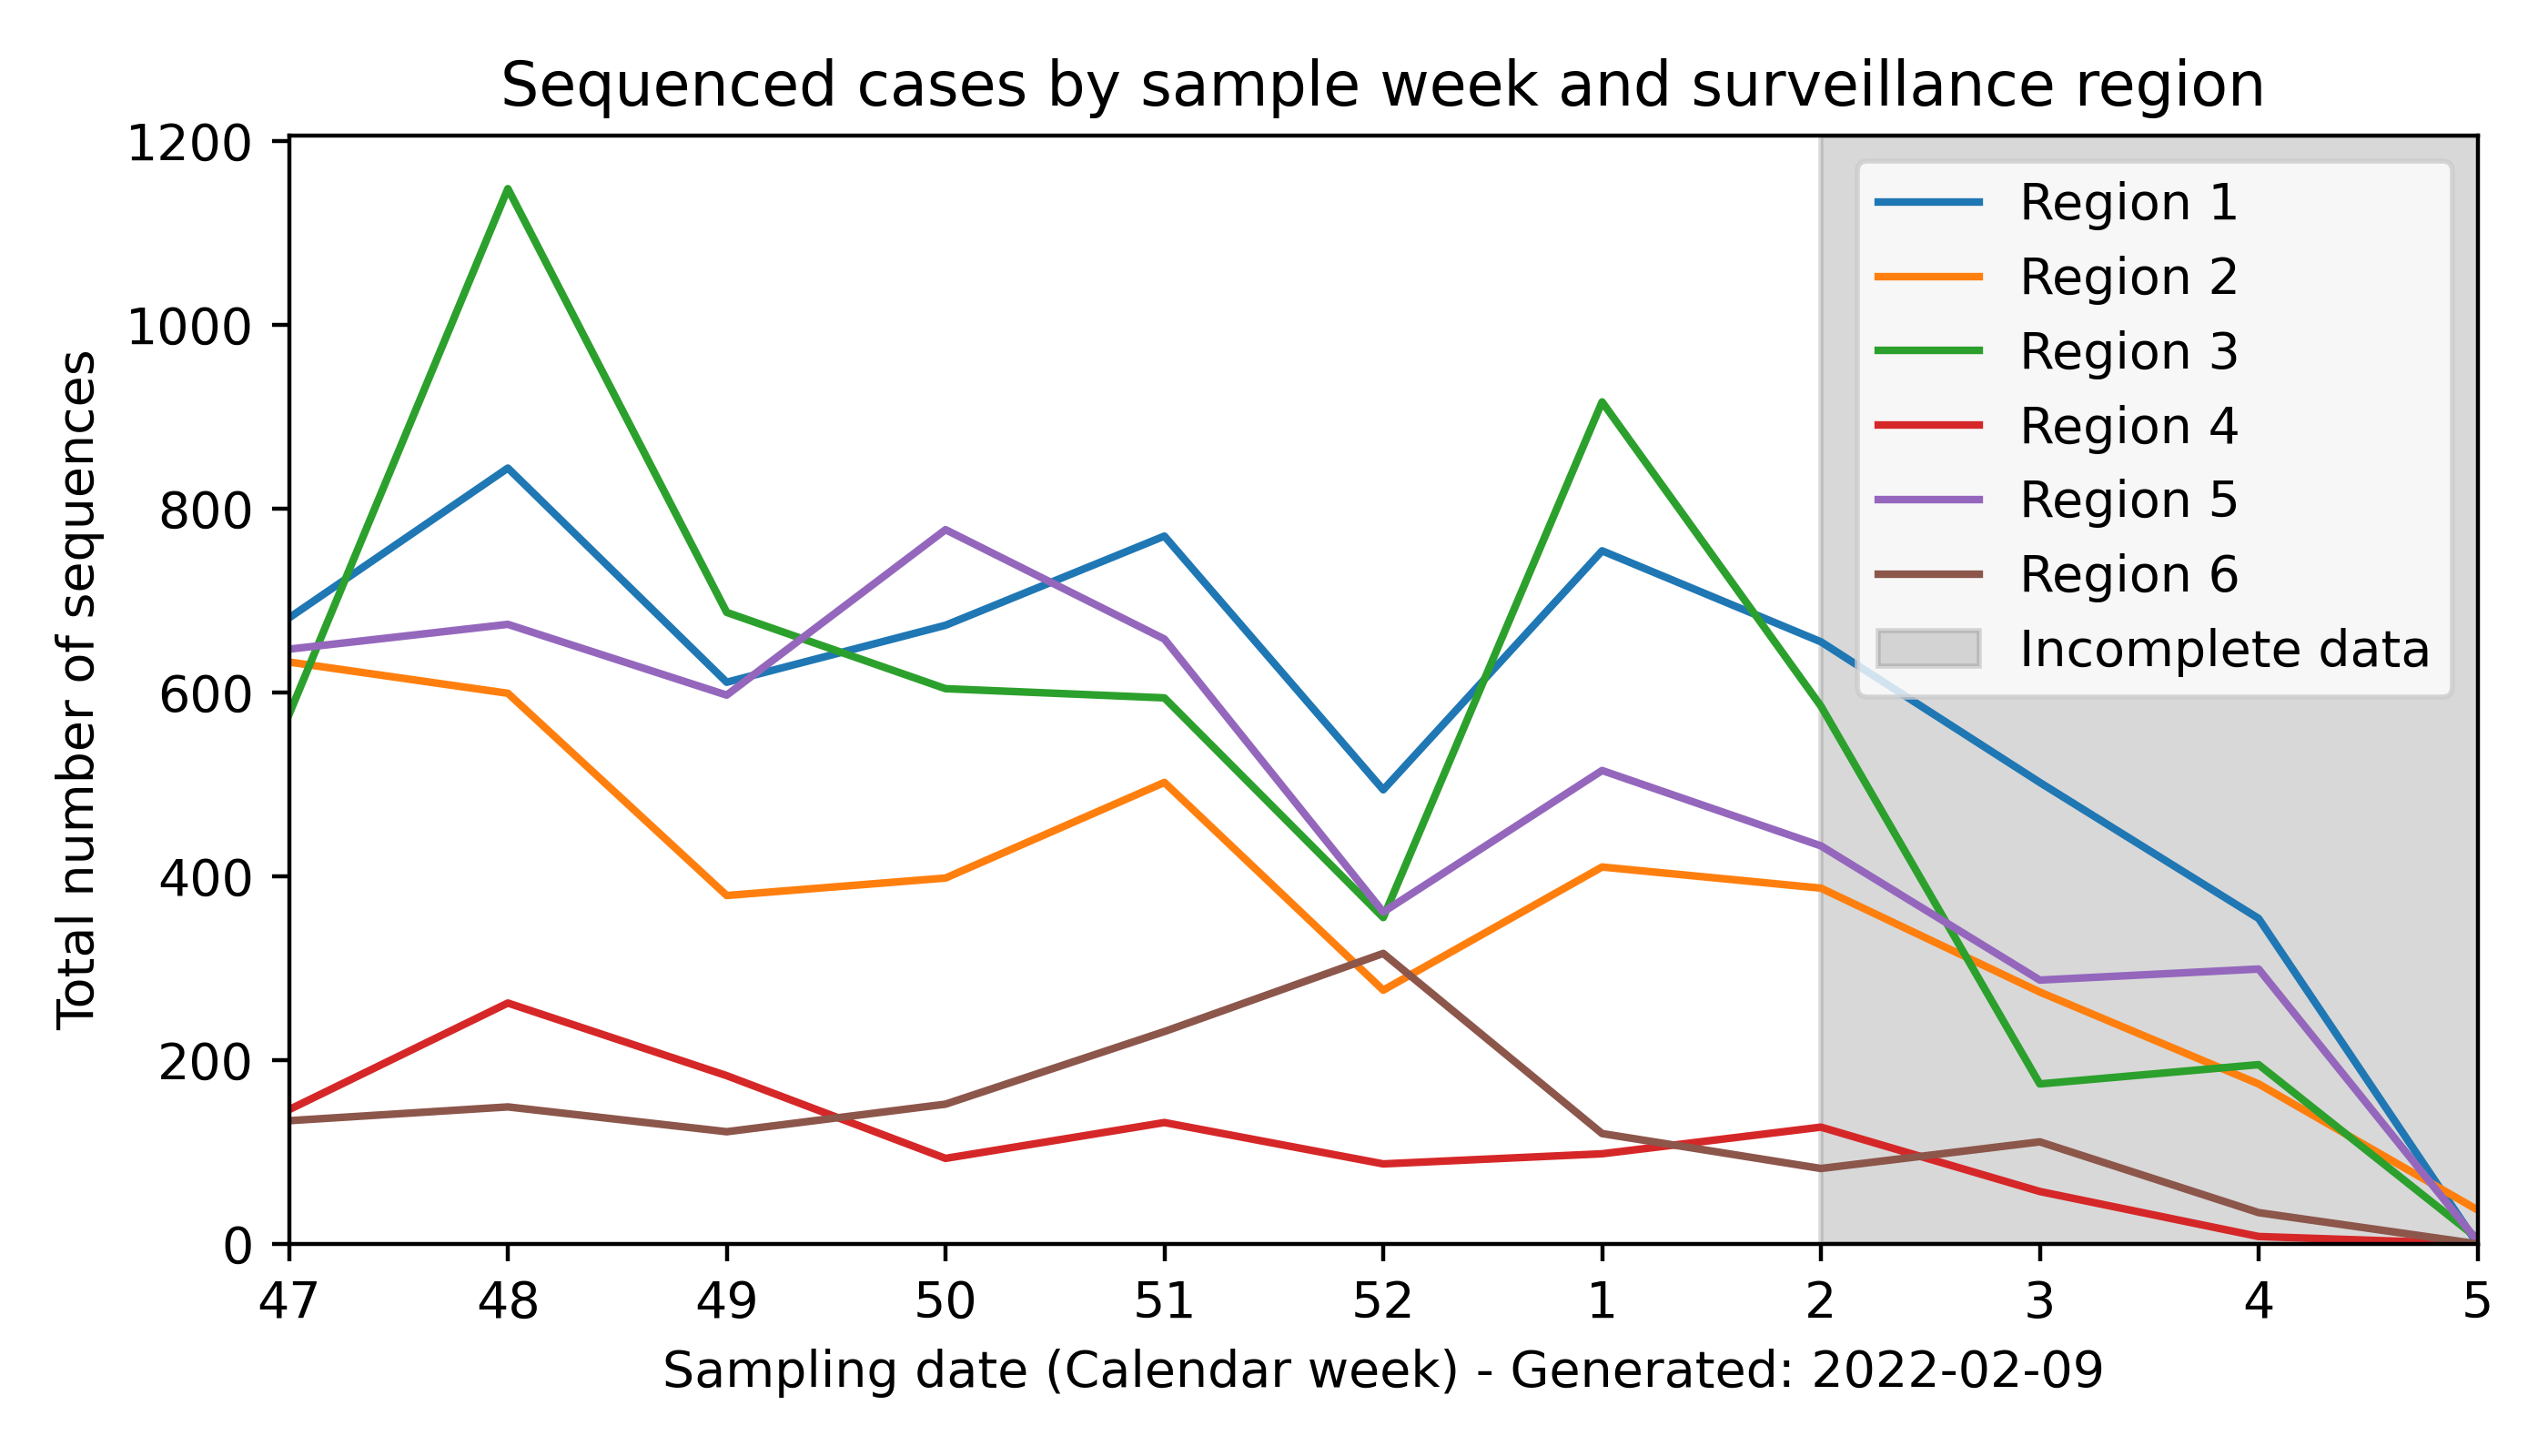 Sequenced cases by sample week and surveillance region
Total number of sequences
1200
1000
800
600
400
200
0
Region 1
Region 2
Region 3
Region 4
Region 5
Region 6
Incomplete data
47 48 49 50 51 52 1 2 3 4 5
Sampling date (Calendar week) - Generated: 2022-02-09